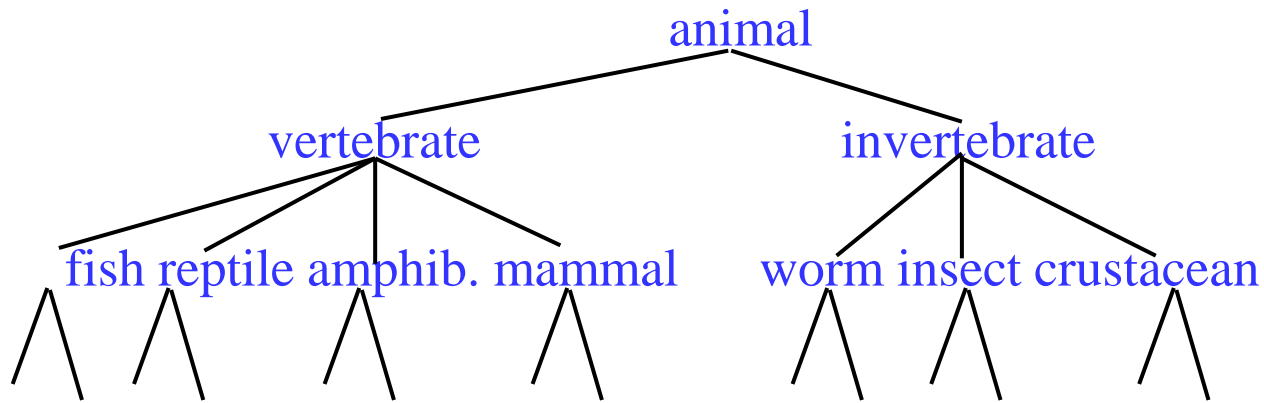 animal
vertebrate invertebrate
fish reptile amphib. mammal worm insect crustacean